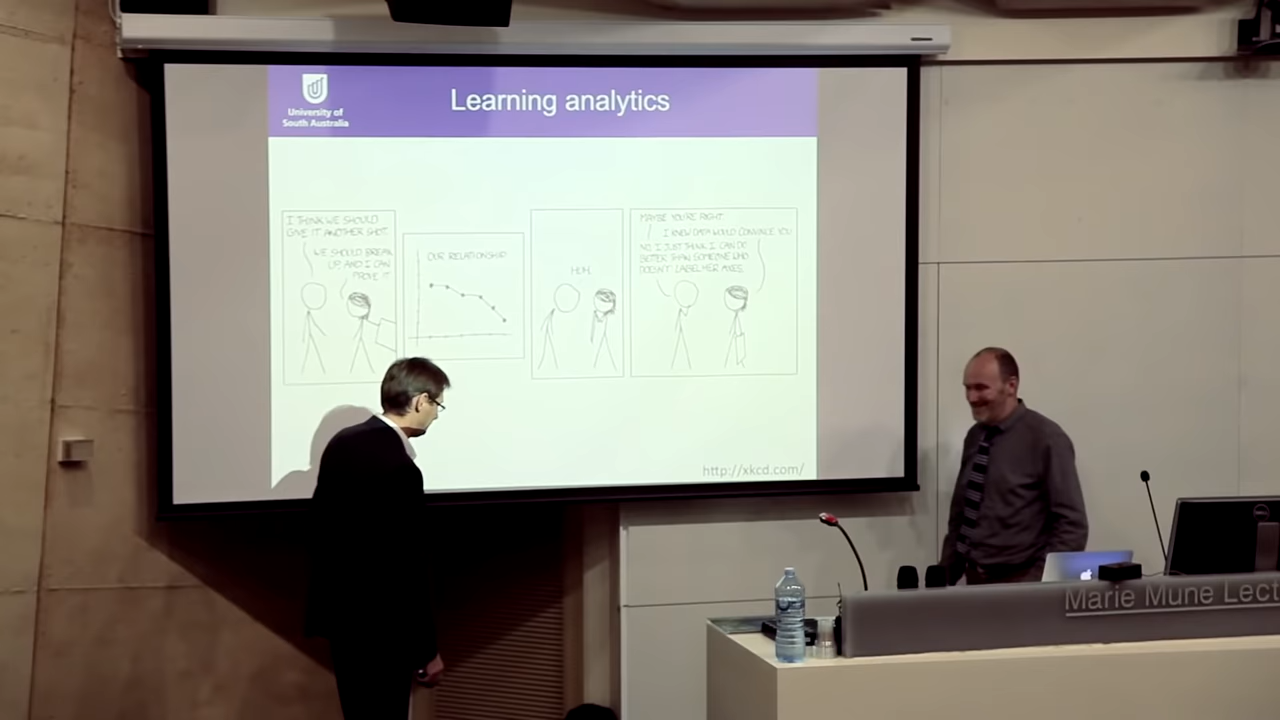 University of
South Australia
Learning analytics
I THINK WE SHOULD
GIVE IT ANOTHER SHOT.
WE SHOULD BREAK
UP, AND I CAN
PROVE IT.
OUR RELATIONSHIP
HUH.
MAYBE YOU'RE RIGHT.
I KNEW DATA WOULD CONVINCE YOU.
NO, I JUST THINK I CAN DO
BETTER THAN SOMEONE WHO
DOESN'T LABEL HER AXES.
http://xkcd.com/
Marie Mune Lect